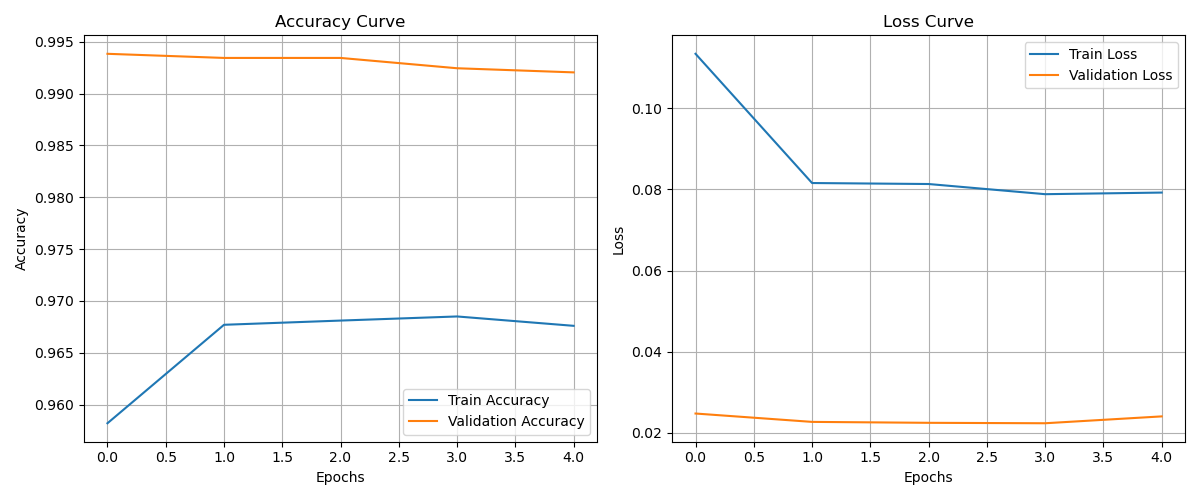 Accuracy Curve
0.995
0.990
0.985
0.980
0.975
0.970
0.965
0.960
Accuracy
0.0 0.5 1.0 1.5 2.0 2.5 3.0 3.5 4.0
Epochs
Train Accuracy
Validation Accuracy
Loss Curve
0.10
0.08
0.06
0.04
0.02
Loss
0.0 0.5 1.0 1.5 2.0 2.5 3.0 3.5 4.0
Epochs
Train Loss
Validation Loss